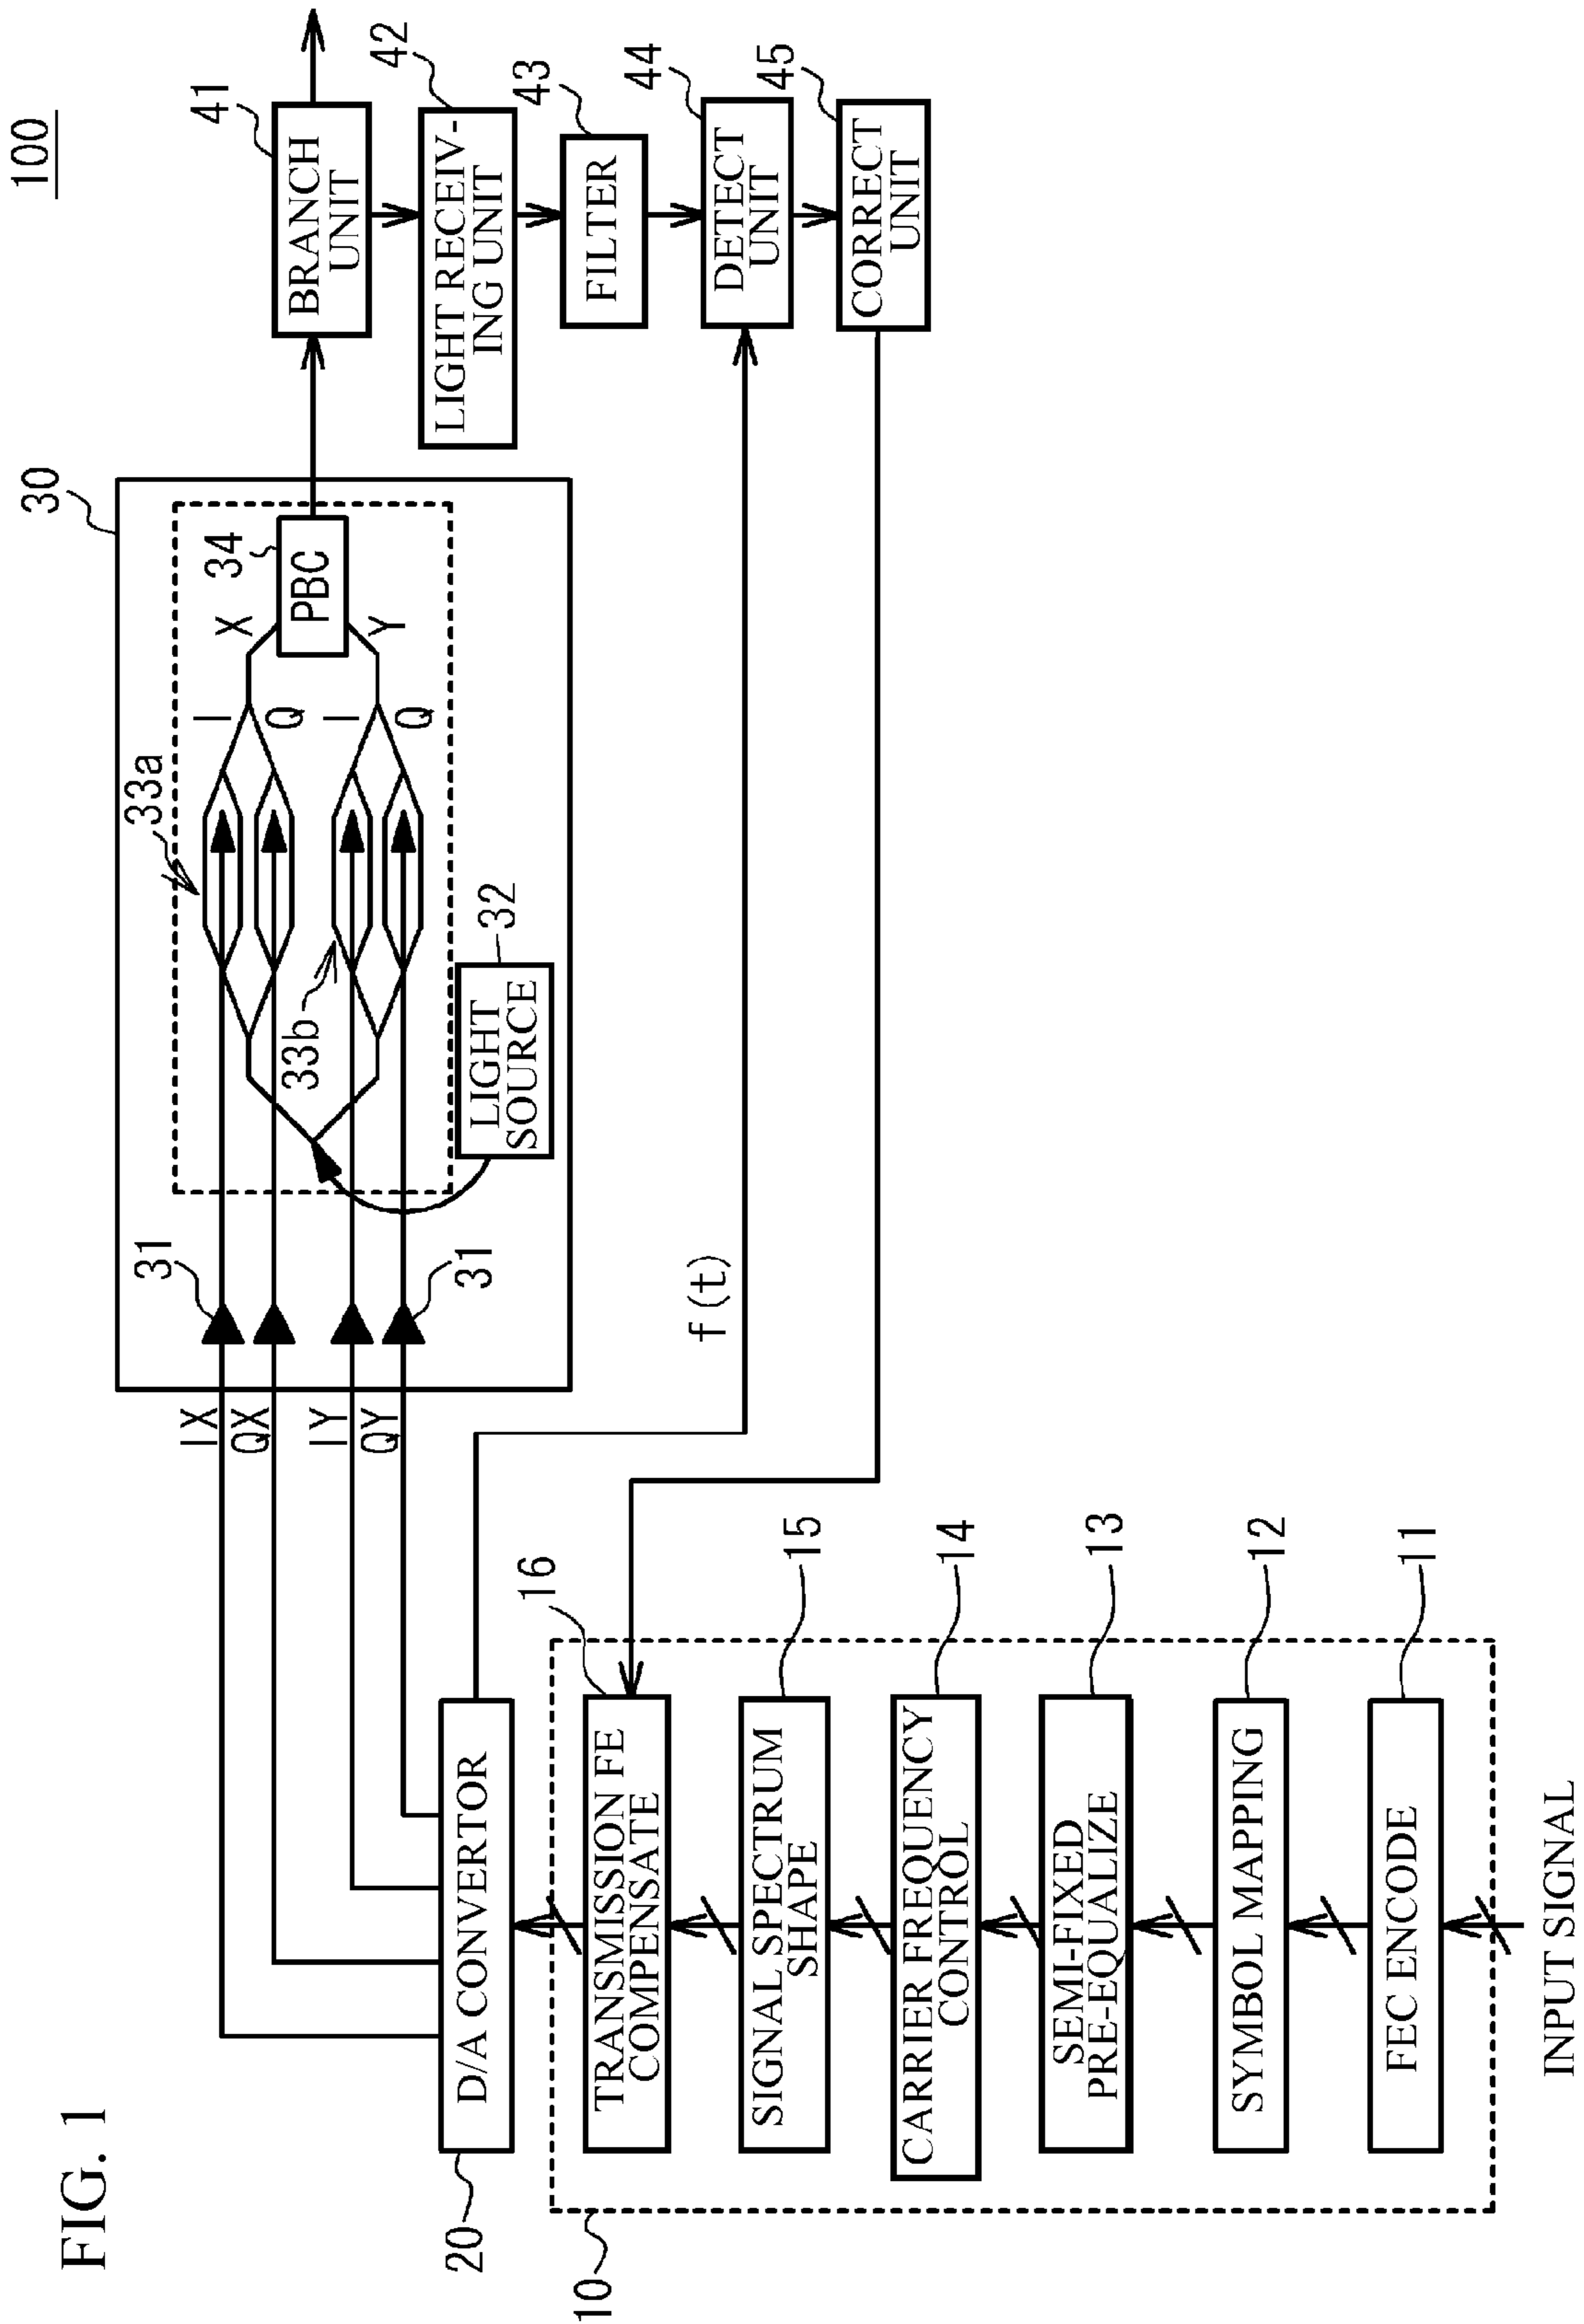 FIG. 1
100
30
33a
34
X
PBC
Y
I
Q
I
Q
33b
32
LIGHT
SOURCE
31
31
IX
QX
IY
QY
41
BRANCH
UNIT
42
LIGHT RECEIV-
ING UNIT
43
FILTER
44
DETECT
UNIT
45
CORRECT
UNIT
f(t)
20
D/A CONVERTOR
10
16
TRANSMISSION FE
COMPENSATE
15
SIGNAL SPECTRUM
SHAPE
14
CARRIER FREQUENCY
CONTROL
13
SEMI-FIXED
PRE-EQUALIZE
12
SYMBOL MAPPING
11
FEC ENCODE
INPUT SIGNAL